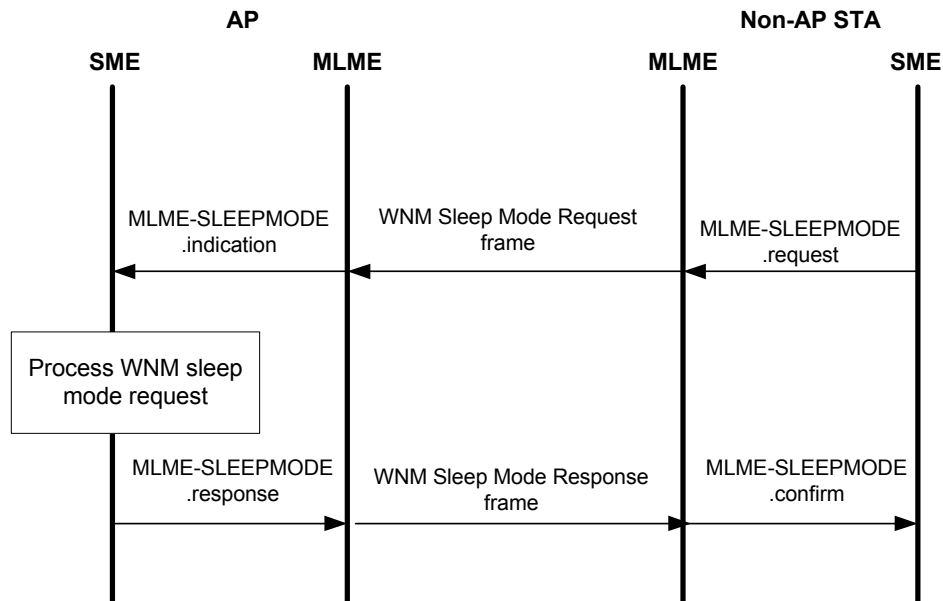 AP
Non-AP STA
SME
MLME
MLME
SME
MLME-SLEEPMODE
.indication
WNM Sleep Mode Request
frame
MLME-SLEEPMODE
.request
Process WNM sleep
mode request
MLME-SLEEPMODE
.response
WNM Sleep Mode Response
frame
MLME-SLEEPMODE
.confirm